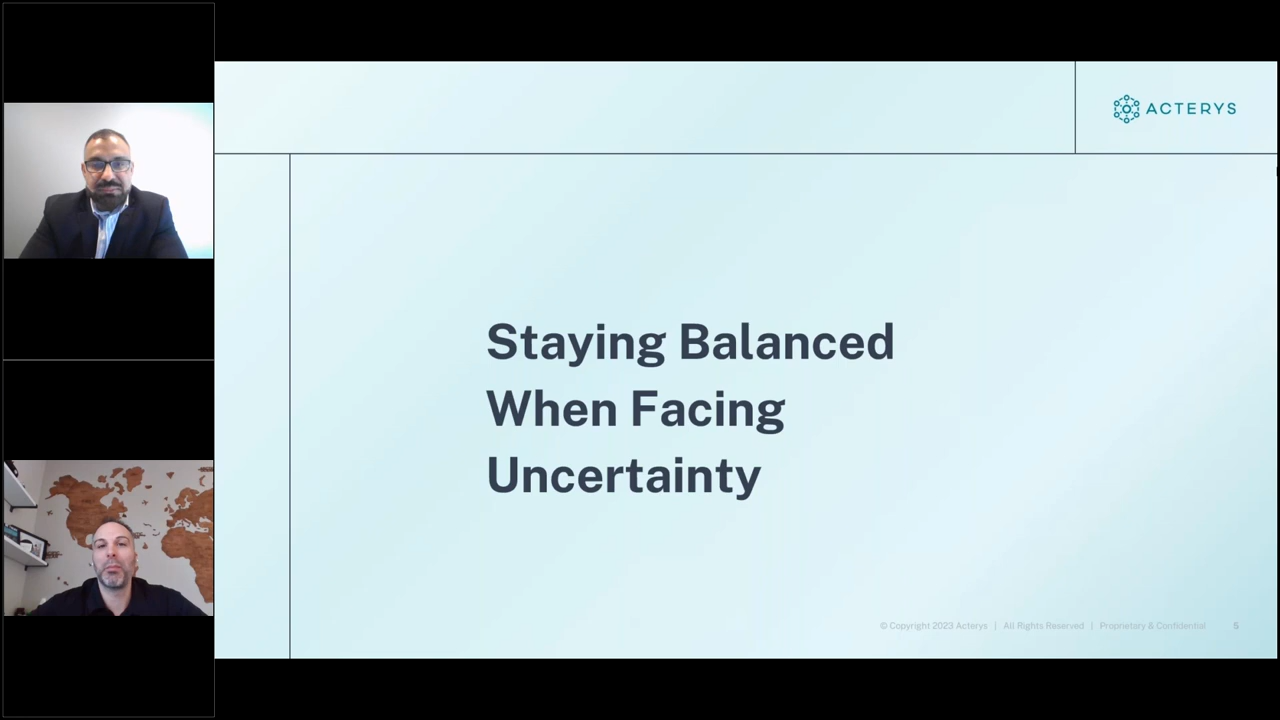 ACTERYS
Staying Balanced
When Facing
Uncertainty
© Copyright 2023 Acterys | All Rights Reserved | Proprietary & Confidential 5